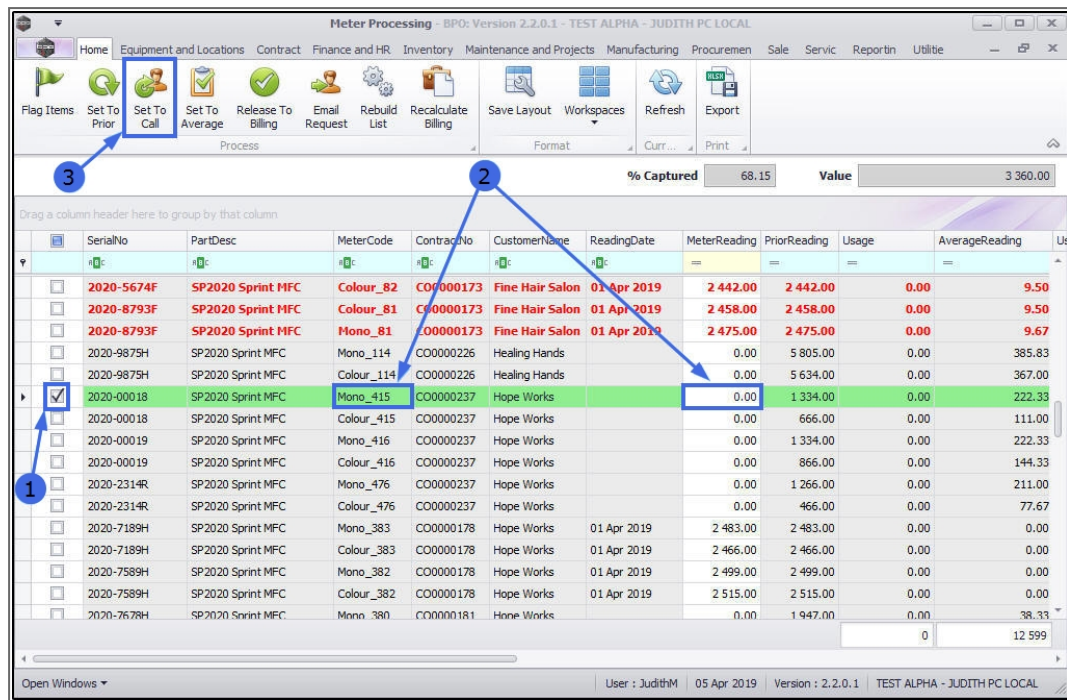 Meter Processing - BPO: Version 2.2.0.1 - TEST ALPHA - JUDITH PC LOCAL
Home Equipment and Locations Contract Finance and HR Inventory Maintenance and Projects Manufacturing Procuremen Sale Servic Reportin Utilitie
Flag Items Set To Prior Set To Call Set To Average Release To Billing Email Request Rebuild List Recalculate Billing Save Layout Workspaces Refresh Export
Process Format Curr... Print
3 2 % Captured 68.15 Value 3 360.00
Drag a column header here to group by that column
SerialNo PartDesc MeterCode ContractNo CustomerName ReadingDate MeterReading PriorReading Usage AverageReading Us
2020-5674F SP2020 Sprint MFC Colour_82 CO0000173 Fine Hair Salon 01 Apr 2019 2 442.00 2 442.00 0.00 9.50
2020-8793F SP2020 Sprint MFC Colour_81 CO0000173 Fine Hair Salon 01 Apr 2019 2 458.00 2 458.00 0.00 9.50
2020-8793F SP2020 Sprint MFC Mono_81 CO0000173 Fine Hair Salon 01 Apr 2019 2 475.00 2 475.00 0.00 9.67
2020-9875H SP2020 Sprint MFC Mono_114 CO0000226 Healing Hands 0.00 5 805.00 0.00 385.83
2020-9875H SP2020 Sprint MFC Colour_114 CO0000226 Healing Hands 0.00 5 634.00 0.00 367.00
2020-00018 SP2020 Sprint MFC Mono_415 CO0000237 Hope Works 0.00 1 334.00 0.00 222.33
2020-00018 SP2020 Sprint MFC Colour_415 CO0000237 Hope Works 0.00 666.00 0.00 111.00
2020-00019 SP2020 Sprint MFC Mono_416 CO0000237 Hope Works 0.00 1 334.00 0.00 222.33
2020-00019 SP2020 Sprint MFC Colour_416 CO0000237 Hope Works 0.00 866.00 0.00 144.33
1 2020-2314R SP2020 Sprint MFC Mono_476 CO0000237 Hope Works 0.00 1 266.00 0.00 211.00
2020-2314R SP2020 Sprint MFC Colour_476 CO0000237 Hope Works 0.00 466.00 0.00 77.67
2020-7189H SP2020 Sprint MFC Mono_383 CO0000178 Hope Works 01 Apr 2019 2 483.00 2 483.00 0.00 0.00
2020-7189H SP2020 Sprint MFC Colour_383 CO0000178 Hope Works 01 Apr 2019 2 466.00 2 466.00 0.00 0.00
2020-7589H SP2020 Sprint MFC Mono_382 CO0000178 Hope Works 01 Apr 2019 2 499.00 2 499.00 0.00 0.00
2020-7589H SP2020 Sprint MFC Colour_382 CO0000178 Hope Works 01 Apr 2019 2 515.00 2 515.00 0.00 0.00
2020-7678H SP2020 Sprint MFC Mono_380 CO0000181 Hope Works 0.00 1 947.00 0.00 38.33
0 12 599
Open Windows User : JudithM 05 Apr 2019 Version : 2.2.0.1 TEST ALPHA - JUDITH PC LOCAL